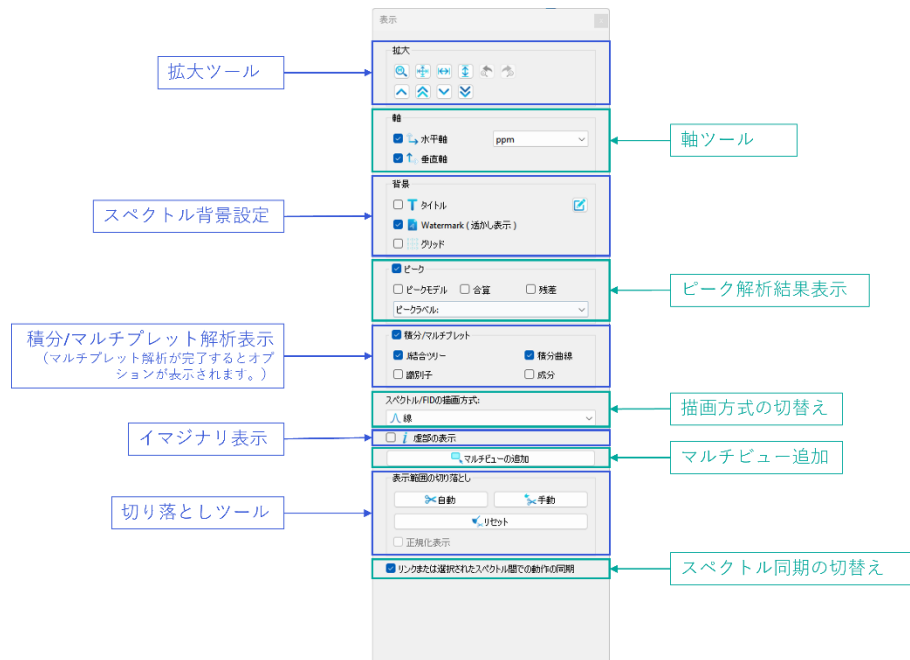 表示
拡大
拡大ツール
軸
水平軸
ppm
垂直軸
軸ツール
背景
タイトル
Watermark ( 透かし表示 )
グリッド
スペクトル背景設定
ピーク
ピークモデル
合算
残差
ピークラベル:
ピーク解析結果表示
積分/マルチプレット
J結合ツリー
積分曲線
識別子
成分
積分/マルチプレット解析表示
（マルチプレット解析が完了するとオプ
ションが表示されます。）
スペクトル/FIDの描画方式:
線
描画方式の切替え
虚部の表示
イマジナリ表示
マルチビューの追加
マルチビュー追加
表示範囲の切り落とし
自動
手動
リセット
正規化表示
切り落としツール
リンクまたは選択されたスペクトル間での動作の同期
スペクトル同期の切替え